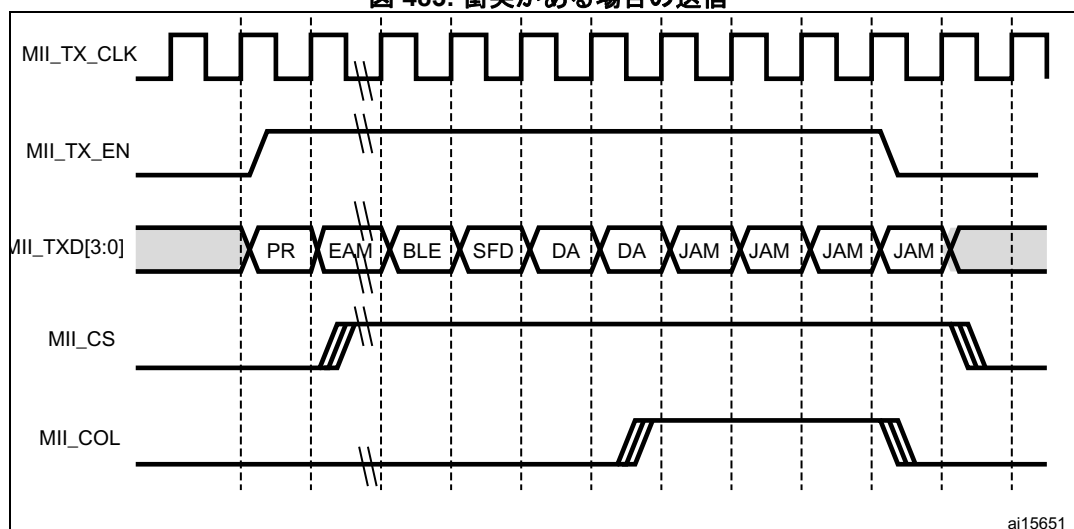 MII_TX_CLK
MII_TX_EN
MII_TXD[3:0]
PR EAM BLE SFD DA DA JAM JAM JAM JAM
MII_CS
MII_COL
ai15651